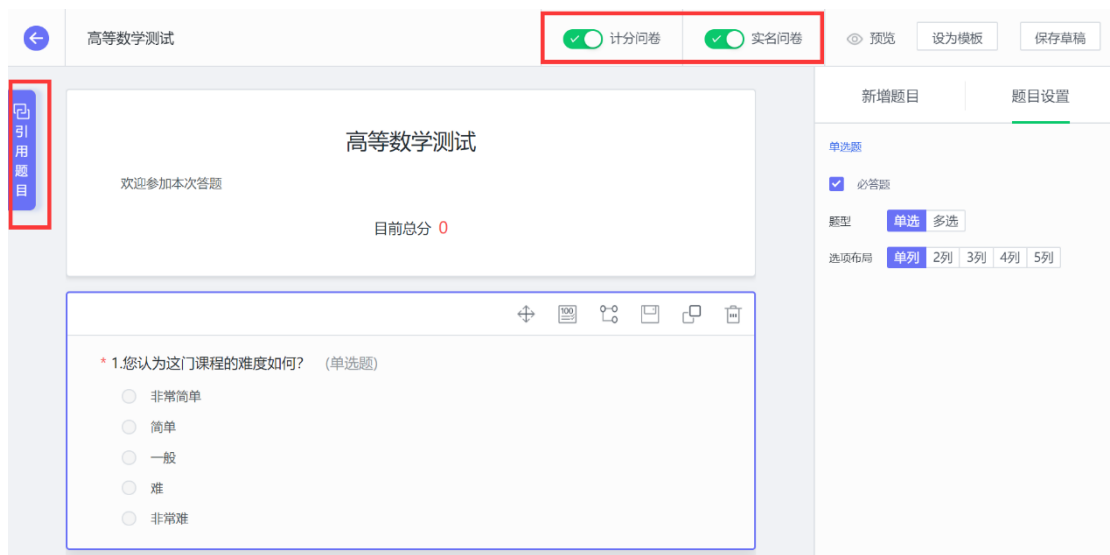 高等数学测试
计分问卷
实名问卷
预览
设为模板
保存草稿
引用题目
高等数学测试
欢迎参加本次答题
目前总分 0
100
* 1.您认为这门课程的难度如何? (单选题)
非常简单
简单
一般
难
非常难
新增题目
题目设置
单选题
必答题
题型 单选 多选
选项布局 单列 2列 3列 4列 5列